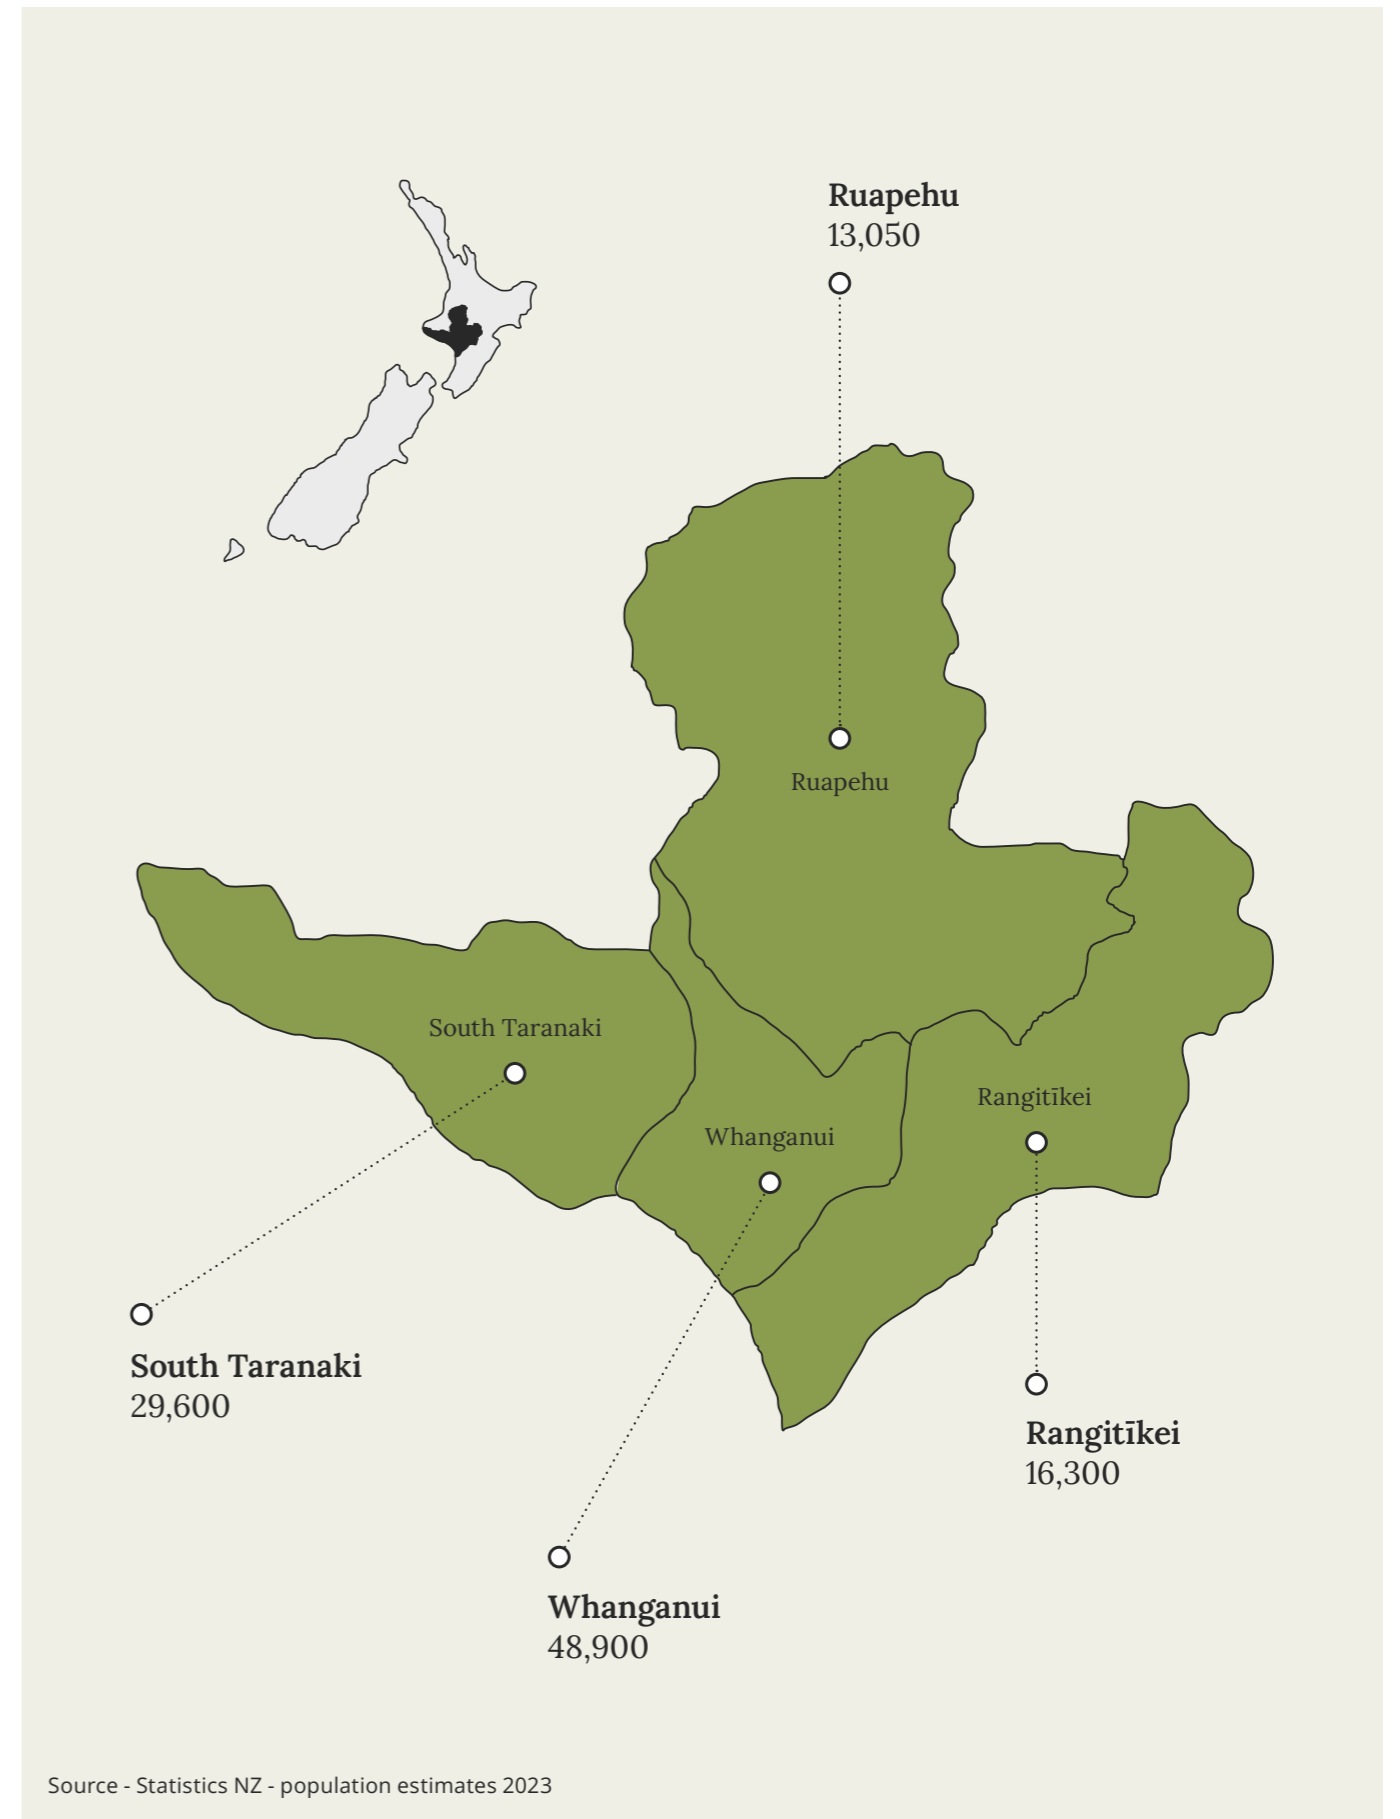 Ruapehu
13,050
Ruapehu
South Taranaki
Rangitīkei
Whanganui
South Taranaki
29,600
Rangitīkei
16,300
Whanganui
48,900
Source - Statistics NZ - population estimates 2023